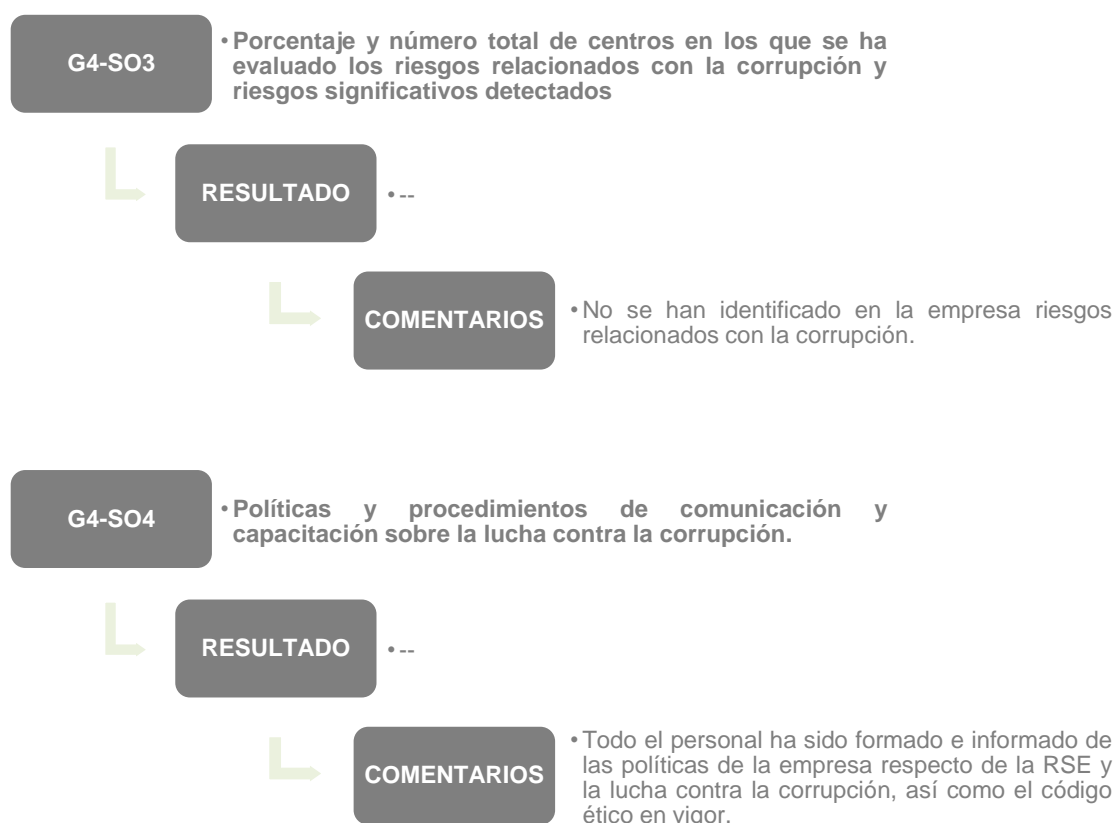 G4-SO3
• Porcentaje y número total de centros en los que se ha
evaluado los riesgos relacionados con la corrupción y
riesgos significativos detectados
RESULTADO
• --
COMENTARIOS
• No se han identificado en la empresa riesgos
relacionados con la corrupción.
G4-SO4
• Políticas y procedimientos de comunicación y
capacitación sobre la lucha contra la corrupción.
RESULTADO
• --
COMENTARIOS
• Todo el personal ha sido formado e informado de
las políticas de la empresa respecto de la RSE y
la lucha contra la corrupción, así como el código
ético en vigor.